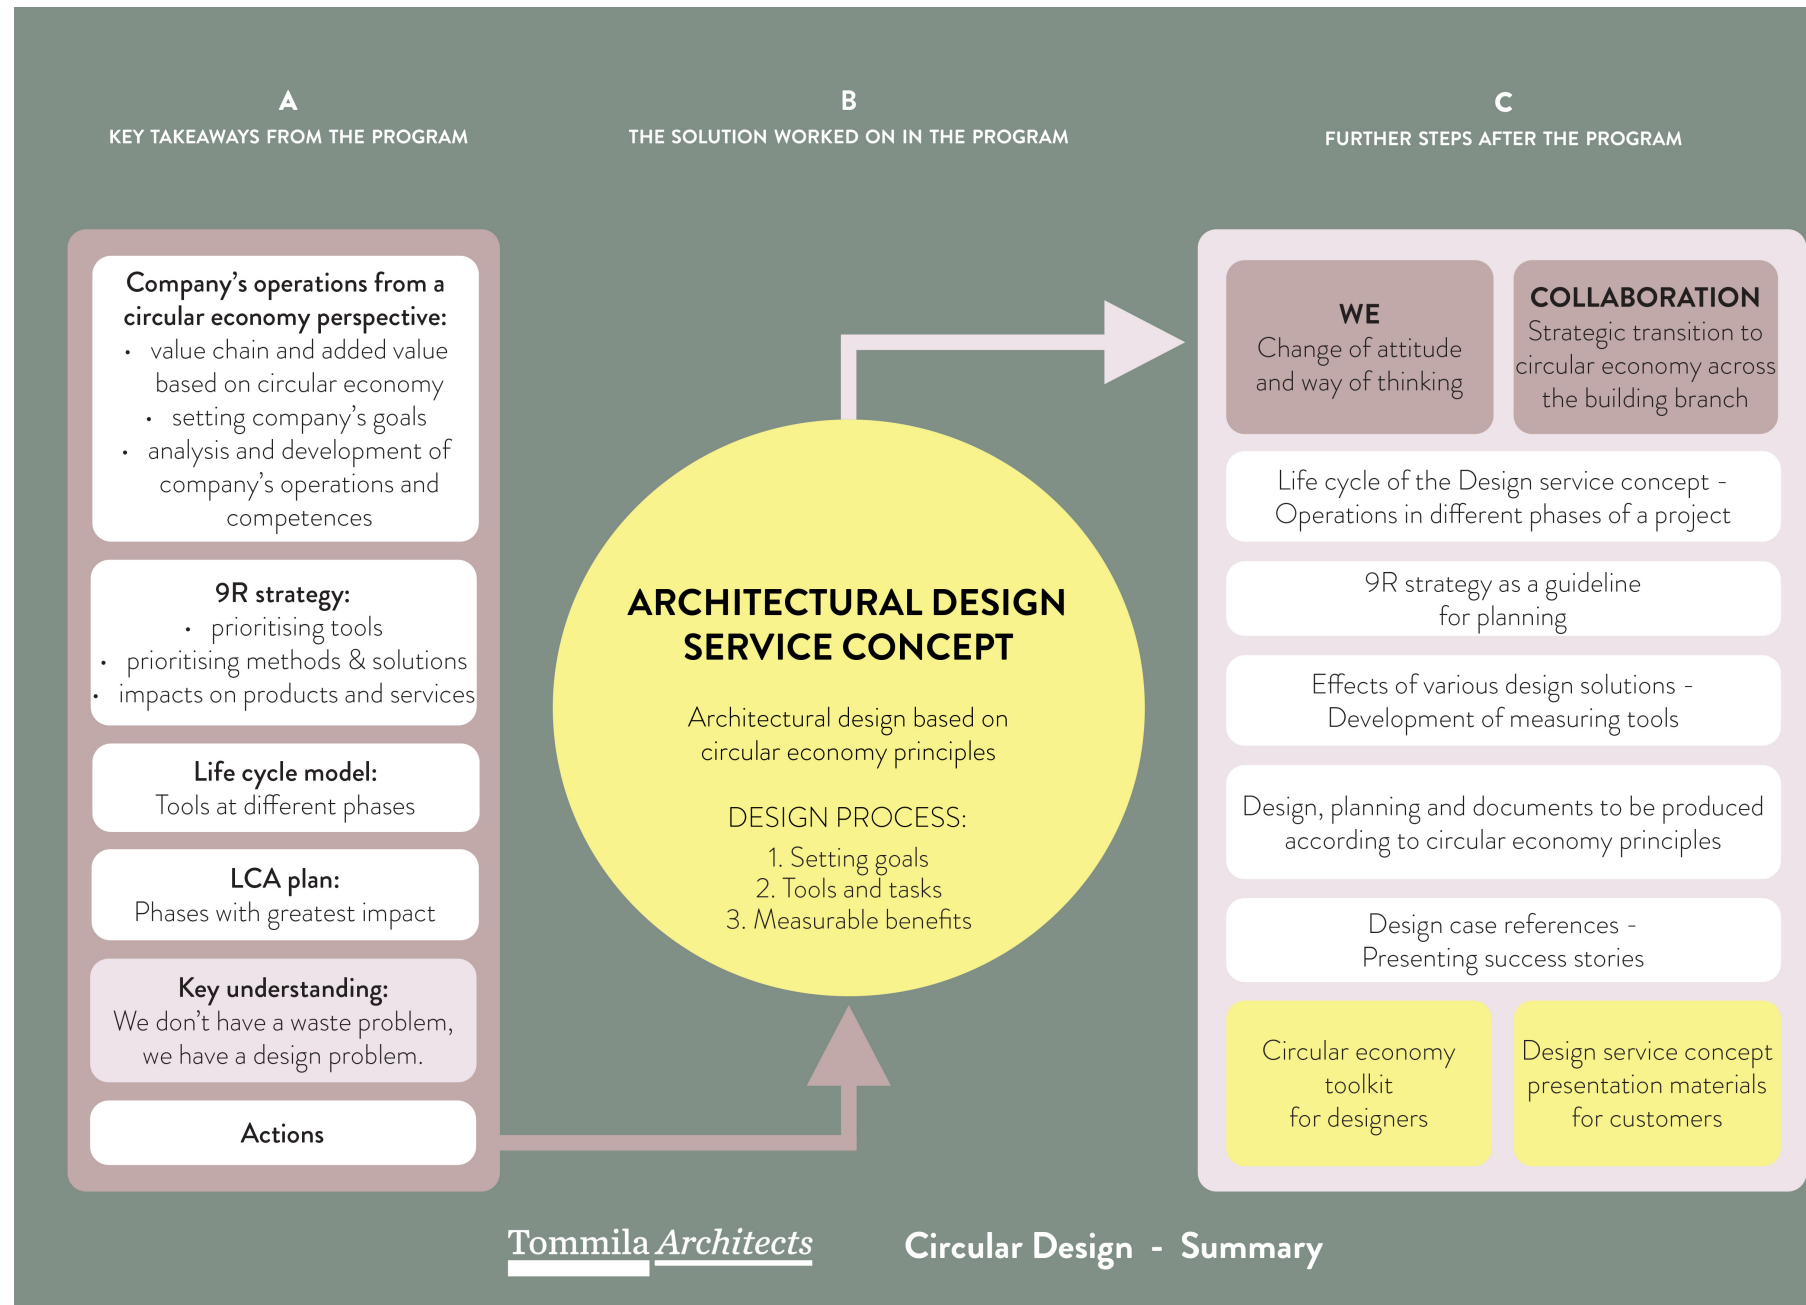 A
KEY TAKEAWAYS FROM THE PROGRAM
Company's operations from a
circular economy perspective:
• value chain and added value
based on circular economy
• setting company's goals
• analysis and development of
company's operations and
competences
9R strategy:
• prioritising tools
• prioritising methods & solutions
• impacts on products and services
Life cycle model:
Tools at different phases
LCA plan:
Phases with greatest impact
Key understanding:
We don't have a waste problem,
we have a design problem.
Actions
B
THE SOLUTION WORKED ON IN THE PROGRAM
ARCHITECTURAL DESIGN
SERVICE CONCEPT
Architectural design based on
circular economy principles
DESIGN PROCESS:
1. Setting goals
2. Tools and tasks
3. Measurable benefits
C
FURTHER STEPS AFTER THE PROGRAM
WE
Change of attitude
and way of thinking
COLLABORATION
Strategic transition to
circular economy across
the building branch
Life cycle of the Design service concept -
Operations in different phases of a project
9R strategy as a guideline
for planning
Effects of various design solutions -
Development of measuring tools
Design, planning and documents to be produced
according to circular economy principles
Design case references -
Presenting success stories
Circular economy
toolkit
for designers
Design service concept
presentation materials
for customers
Tommila Architects
Circular Design - Summary